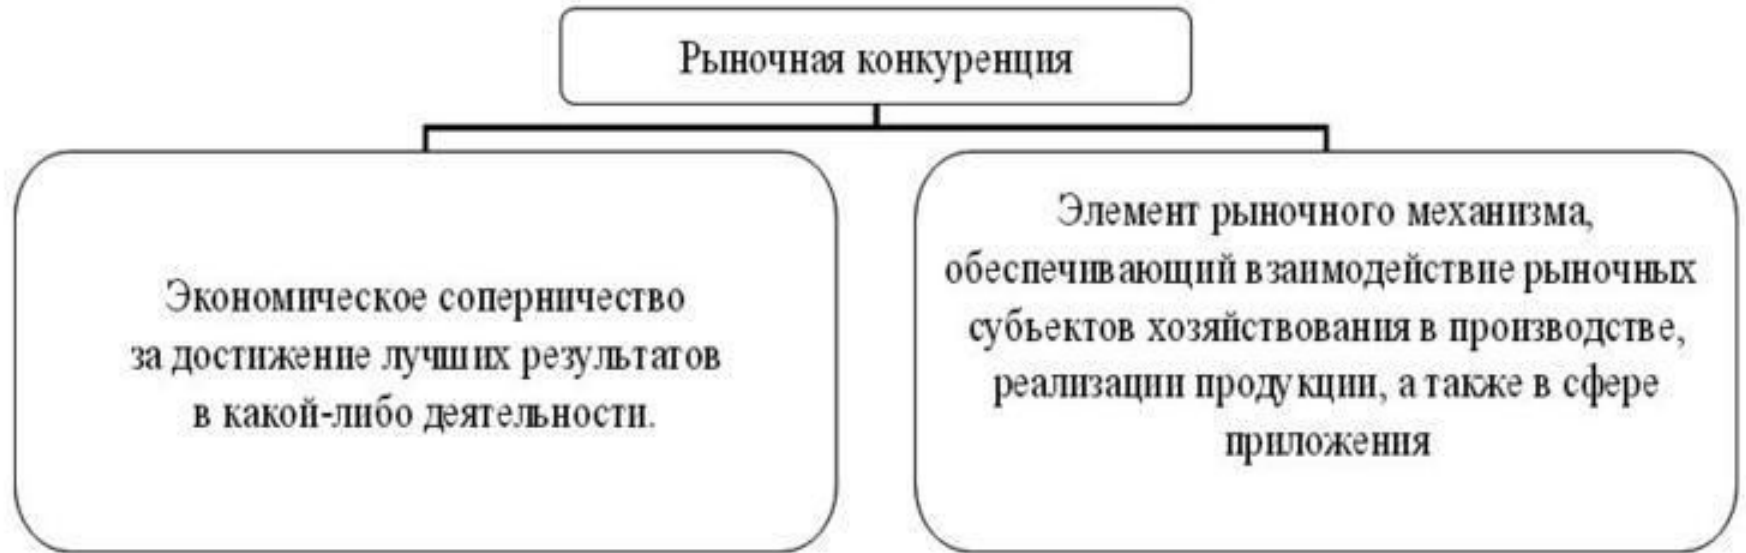 Рыночная конкуренция
Экономическое соперничество
за достижение лучших результатов
в какой-либо деятельности.
Элемент рыночного механизма,
обеспечивающий взаимодействие рыночных
субъектов хозяйствования в производстве,
реализации продукции, а также в сфере
приложения